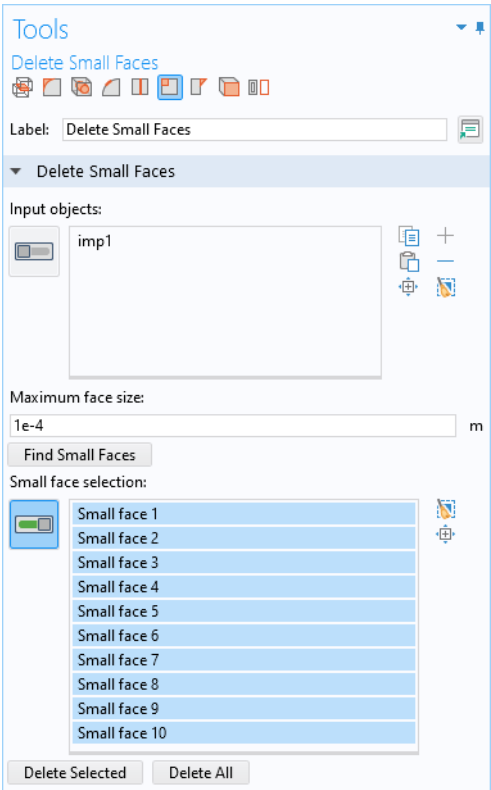 Tools
Delete Small Faces
Label: Delete Small Faces
Delete Small Faces
Input objects:
imp1
Maximum face size:
1e-4 m
Find Small Faces
Small face selection:
Small face 1
Small face 2
Small face 3
Small face 4
Small face 5
Small face 6
Small face 7
Small face 8
Small face 9
Small face 10
Delete Selected Delete All